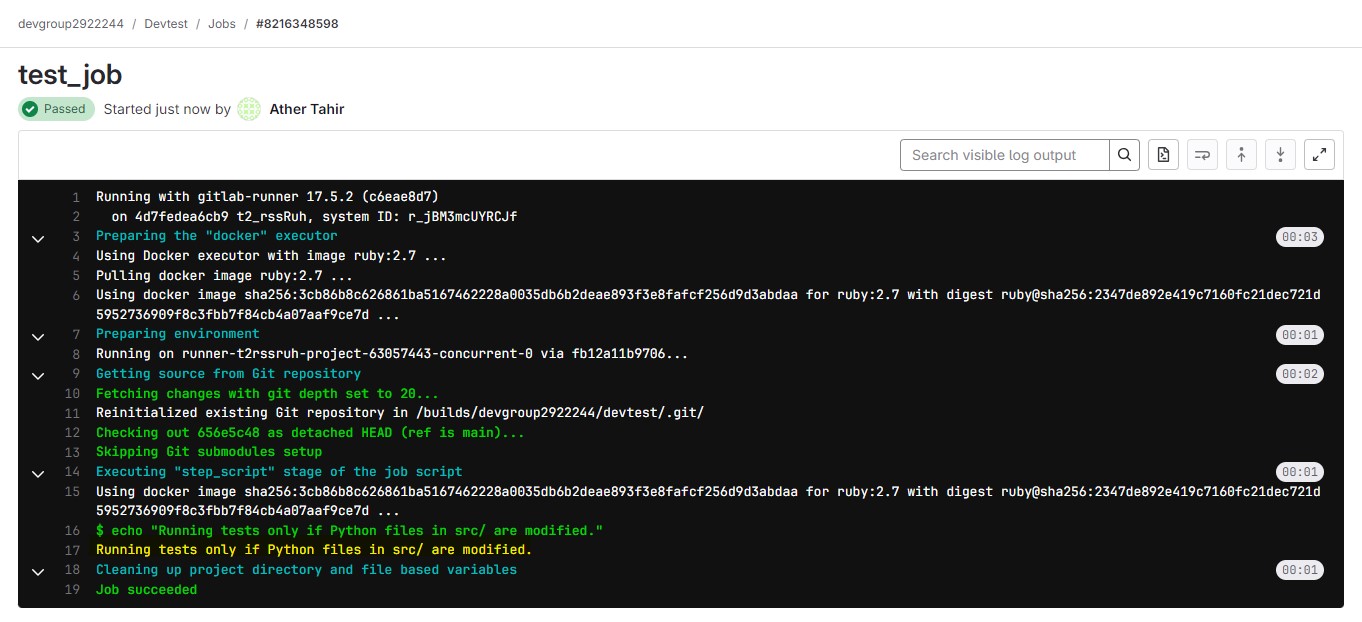 devgroup2922244 / Devtest / Jobs / #8216348598
test_job
Passed Started just now by Ather Tahir
Search visible log output
1 Running with gitlab-runner 17.5.2 (c6eae8d7)
2 on 4d7fedea6cb9 t2_rssRuh, system ID: r_jBM3mcUYRCJf
3 Preparing the "docker" executor 00:03
4 Using Docker executor with image ruby:2.7 ...
5 Pulling docker image ruby:2.7 ...
6 Using docker image sha256:3cb86b8c626861ba5167462228a0035db6b2deae893f3e8fafcf256d9d3abdaa for ruby:2.7 with digest ruby@sha256:2347de892e419c7160fc21dec721d
5952736909f8c3fbb7f84cb4a07aaf9ce7d ...
7 Preparing environment 00:01
8 Running on runner-t2rssruh-project-63057443-concurrent-0 via fb12a11b9706...
9 Getting source from Git repository 00:02
10 Fetching changes with git depth set to 20...
11 Reinitialized existing Git repository in /builds/devgroup2922244/devtest/.git/
12 Checking out 656e5c48 as detached HEAD (ref is main)...
13 Skipping Git submodules setup
14 Executing "step_script" stage of the job script 00:01
15 Using docker image sha256:3cb86b8c626861ba5167462228a0035db6b2deae893f3e8fafcf256d9d3abdaa for ruby:2.7 with digest ruby@sha256:2347de892e419c7160fc21dec721d
5952736909f8c3fbb7f84cb4a07aaf9ce7d ...
16 $ echo "Running tests only if Python files in src/ are modified."
17 Running tests only if Python files in src/ are modified.
18 Cleaning up project directory and file based variables 00:01
19 Job succeeded